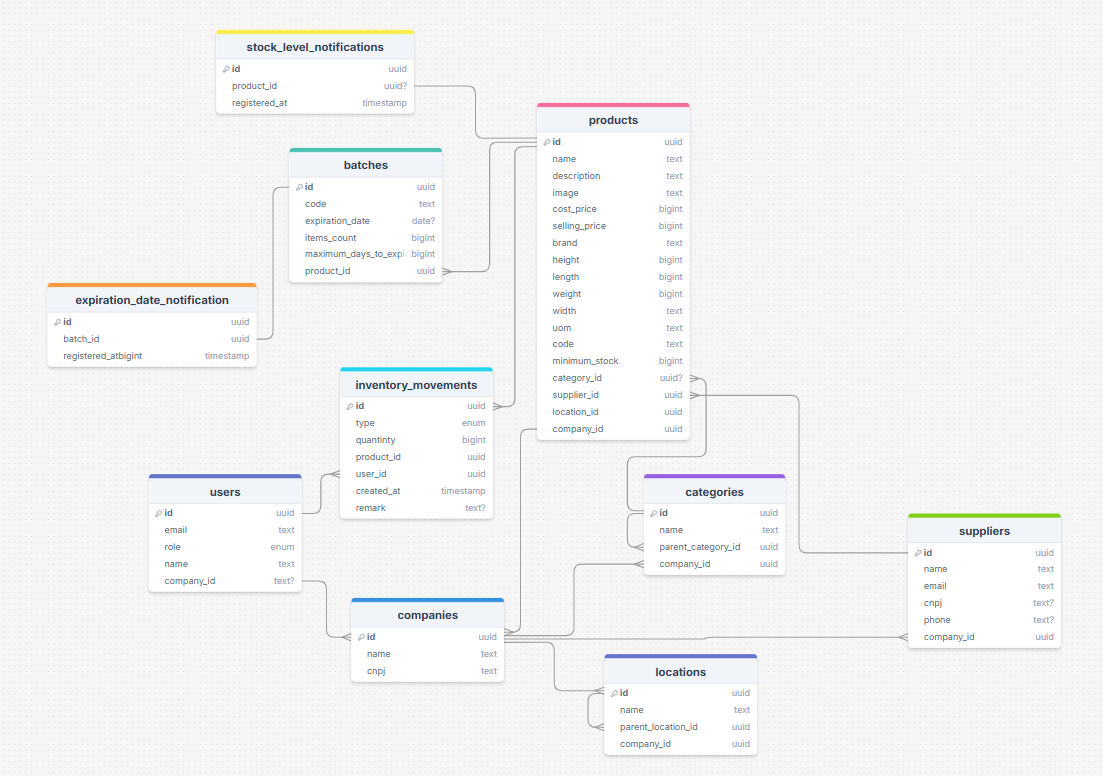 stock_level_notifications
id uuid
product_id uuid?
registered_at timestamp
products
id uuid
name text
description text
image text
cost_price bigint
selling_price bigint
brand text
height bigint
length bigint
weight bigint
width text
uom text
code text
minimum_stock bigint
category_id uuid?
supplier_id uuid
location_id uuid
company_id uuid
batches
id uuid
code text
expiration_date date?
items_count bigint
maximum_days_to_expi bigint
product_id uuid
expiration_date_notification
id uuid
batch_id uuid
registered_atbigint timestamp
inventory_movements
id uuid
type enum
quantinty bigint
product_id uuid
user_id uuid
created_at timestamp
remark text?
users
id uuid
email text
role enum
name text
company_id text?
categories
id uuid
name text
parent_category_id uuid
company_id uuid
suppliers
id uuid
name text
email text
cnpj text?
phone text?
company_id uuid
companies
id uuid
name text
cnpj text
locations
id uuid
name text
parent_location_id uuid
company_id uuid